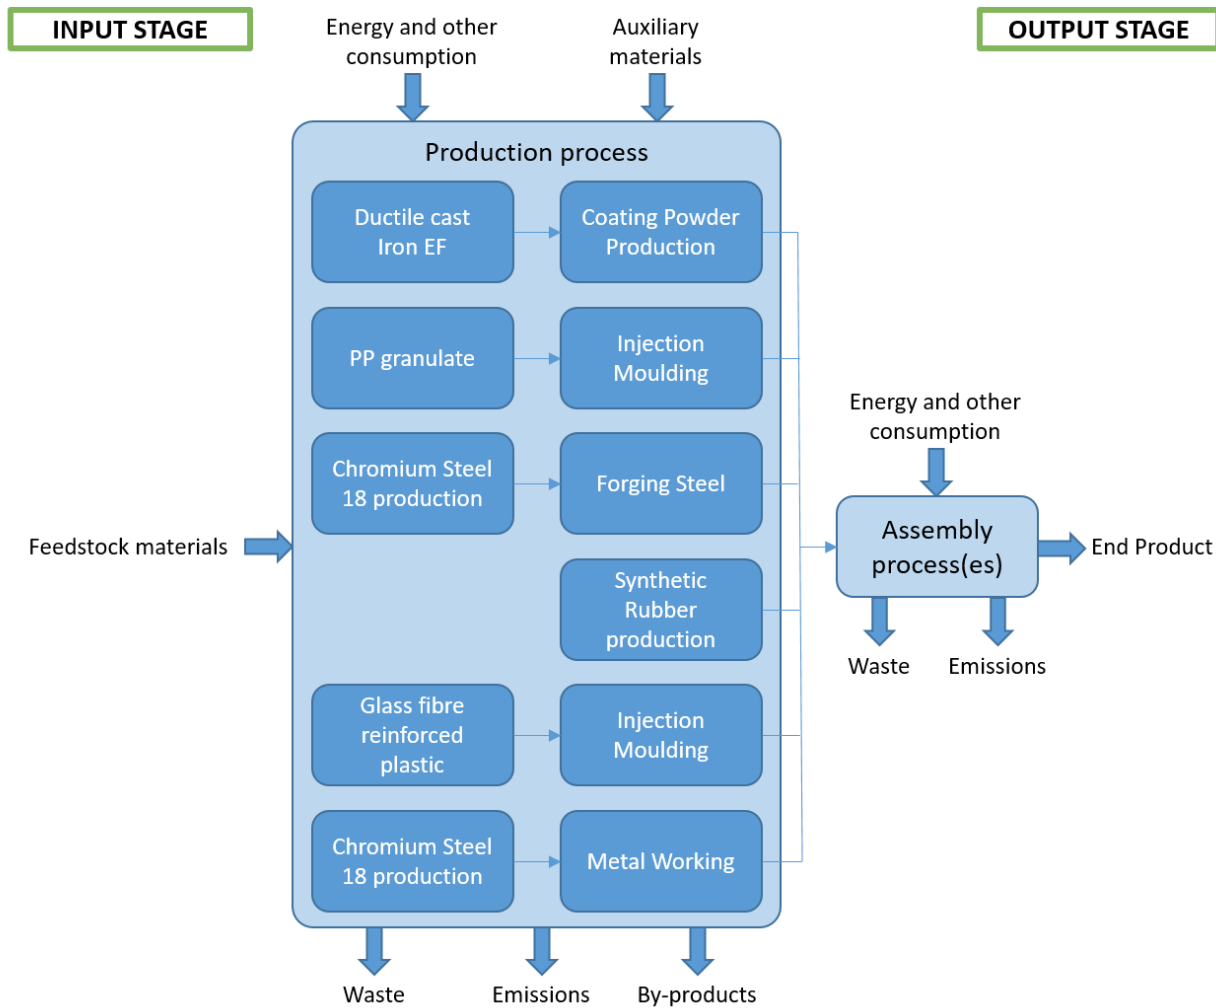 INPUT STAGE
Energy and other
consumption
Auxiliary
materials
OUTPUT STAGE
Production process
Ductile cast
Iron EF
Coating Powder
Production
PP granulate
Injection
Moulding
Chromium Steel
18 production
Forging Steel
Feedstock materials
Synthetic
Rubber
production
Glass fibre
reinforced
plastic
Injection
Moulding
Chromium Steel
18 production
Metal Working
Waste
Emissions
By-products
Energy and other
consumption
Assembly
process(es)
End Product
Waste
Emissions